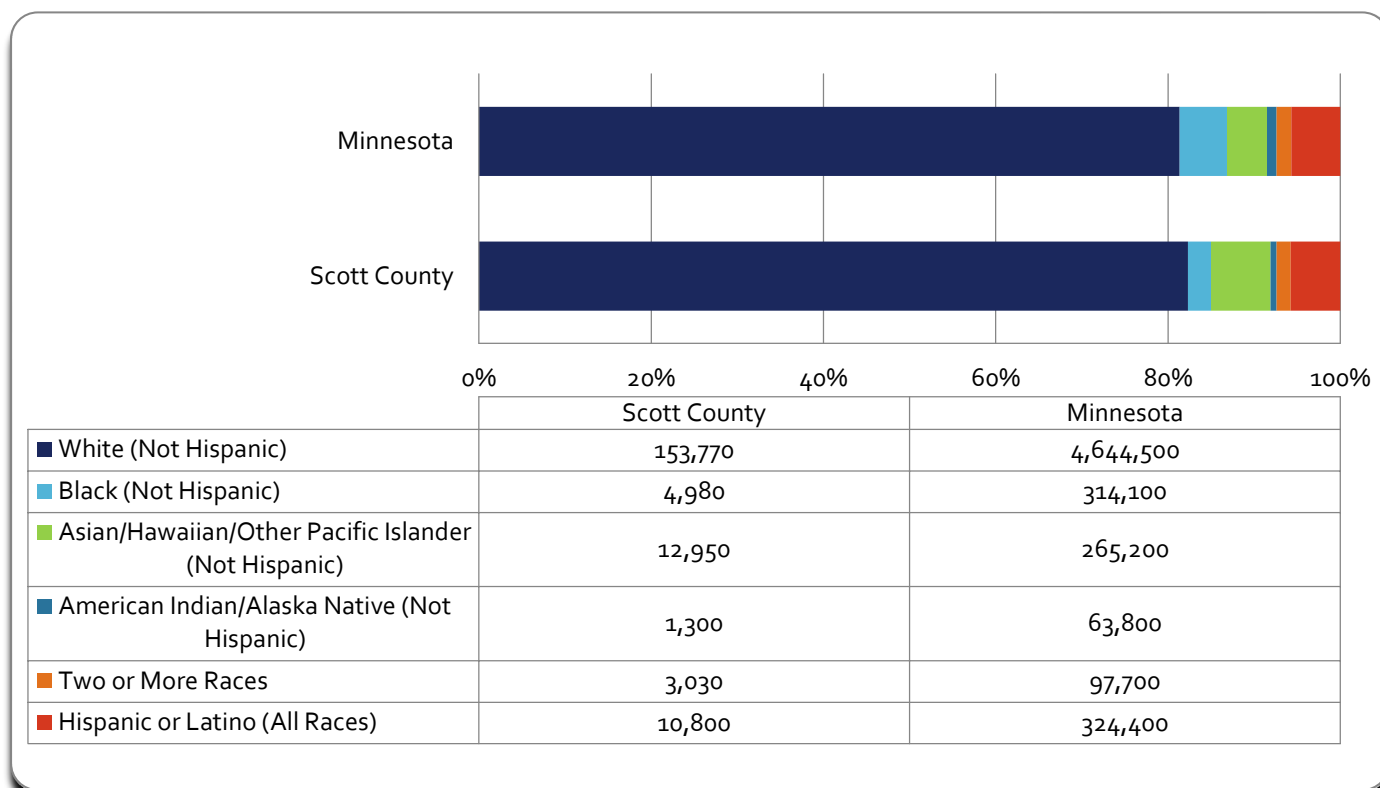 Minnesota
Scott County
0% 20% 40% 60% 80% 100%
Scott County Minnesota
White (Not Hispanic) 153,770 4,644,500
Black (Not Hispanic) 4,980 314,100
Asian/Hawaiian/Other Pacific Islander
(Not Hispanic) 12,950 265,200
American Indian/Alaska Native (Not
Hispanic) 1,300 63,800
Two or More Races 3,030 97,700
Hispanic or Latino (All Races) 10,800 324,400